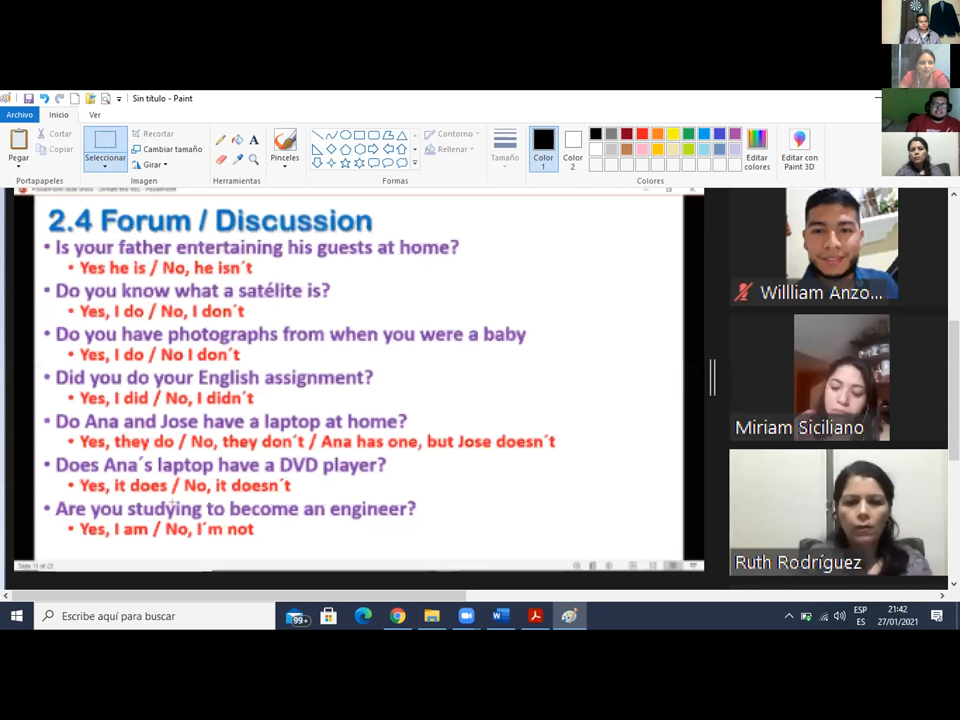 Sin título - Paint
Archivo
Inicio
Ver
Pegar
Cortar
Copiar
Portapapeles
Seleccionar
Recortar
Cambiar tamaño
Girar
Imagen
Herramientas
Pinceles
Contorno
Rellenar
Formas
Tamaño
Color 1
Color 2
Colores
Editar colores
Editar con Paint 3D
2.4 Forum / Discussion
• Is your father entertaining his guests at home?
• Yes he is / No, he isn´t
• Do you know what a satélite is?
• Yes, I do / No, I don´t
• Do you have photographs from when you were a baby
• Yes, I do / No I don´t
• Did you do your English assignment?
• Yes, I did / No, I didn´t
• Do Ana and Jose have a laptop at home?
• Yes, they do / No, they don´t / Ana has one, but Jose doesn´t
• Does Ana´s laptop have a DVD player?
• Yes, it does / No, it doesn´t
• Are you studying to become an engineer?
• Yes, I am / No, I´m not
Willliam Anzo...
Miriam Siciliano
Ruth Rodríguez
Escribe aquí para buscar
99+
ESP
ES
21:42
27/01/2021